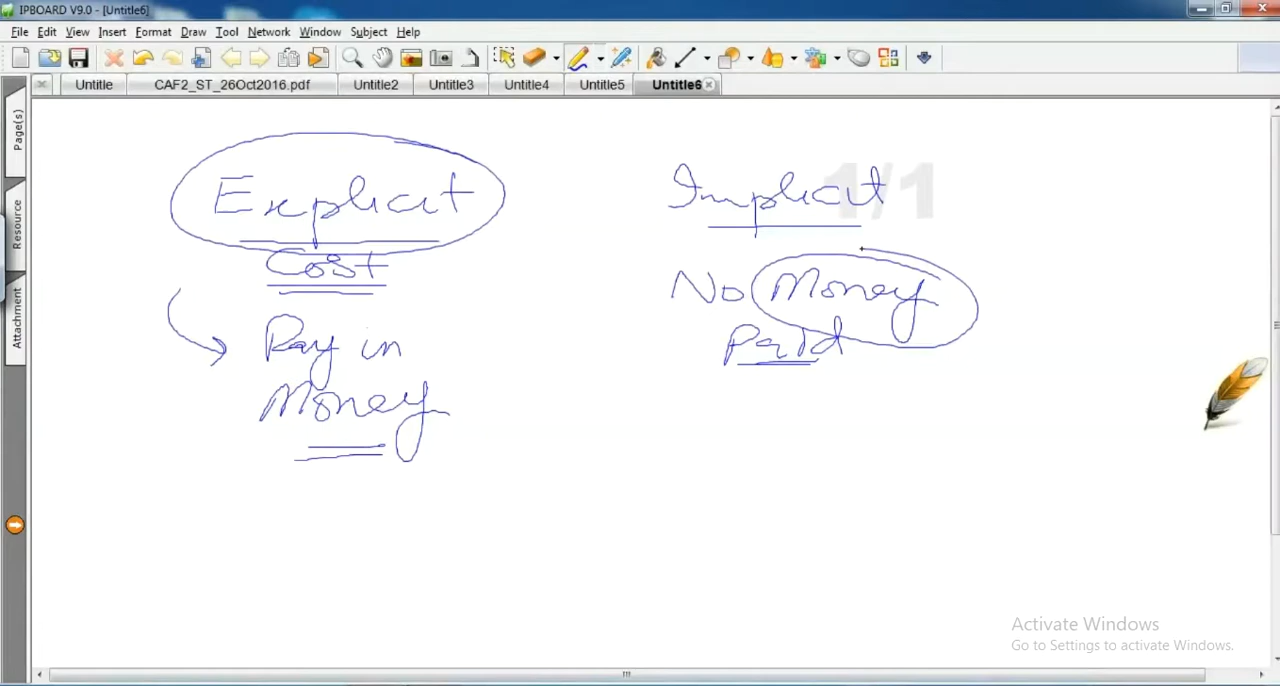 IPBOARD V9.0 - [Untitle6]
File Edit View Insert Format Draw Tool Network Window Subject Help
Untitle CAF2_ST_26Oct2016.pdf Untitle2 Untitle3 Untitle4 Untitle5 Untitle6
Page(s)
Resource
Attachment
1/1
Explicit
Cost
Pay in
Money
Implicit
No Money
Paid
Activate Windows
Go to Settings to activate Windows.